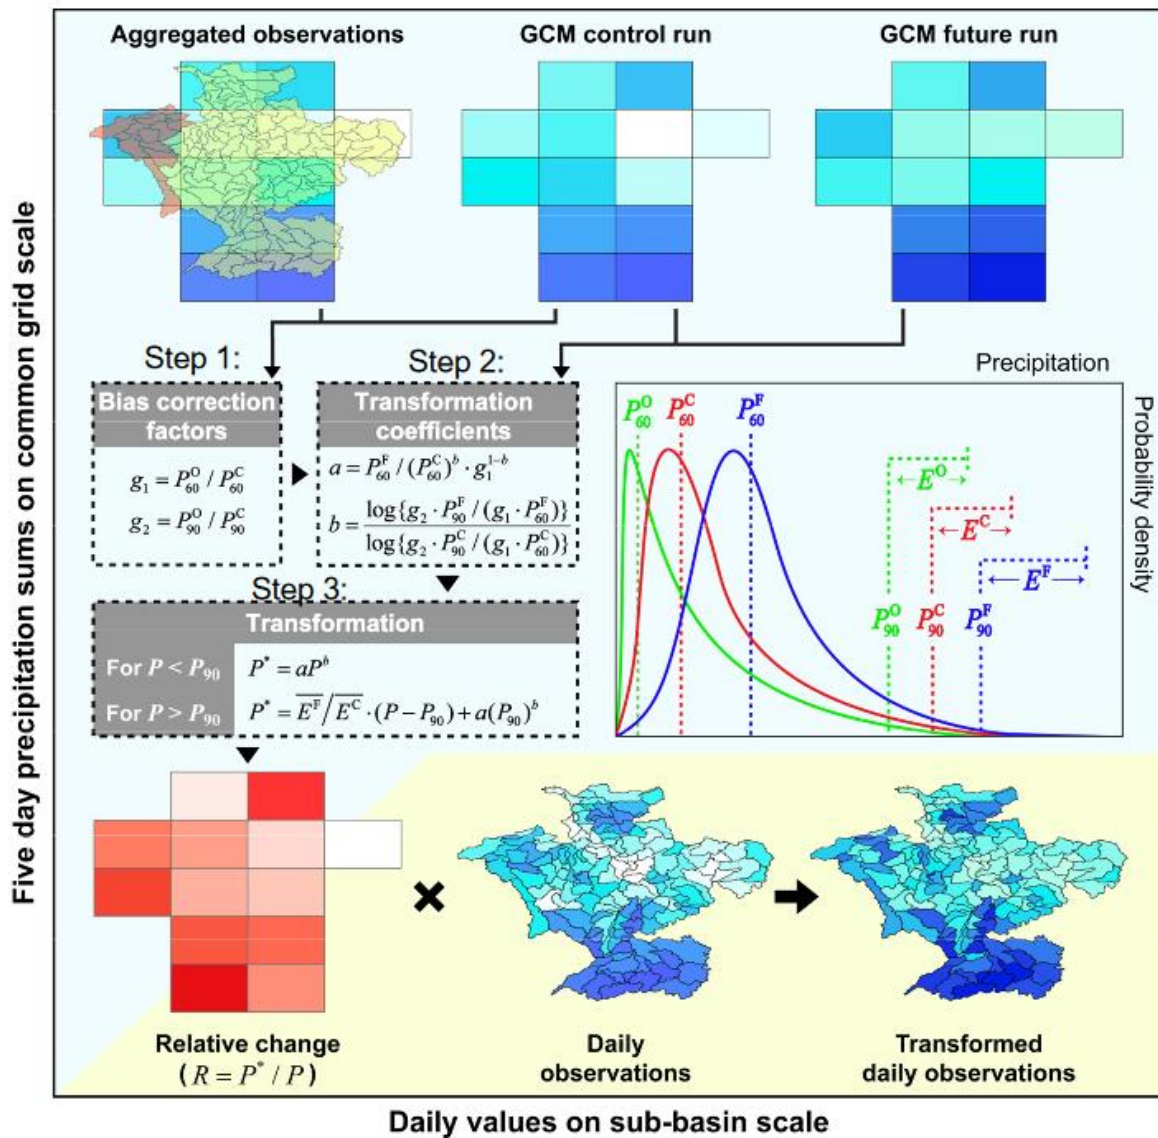 Five day precipitation sums on common grid scale
Aggregated observations
GCM control run
GCM future run
Step 1:
Bias correction
factors
g₁ = P₆₀ᴼ / P₆₀ᶜ
g₂ = P₉₀ᴼ / P₉₀ᶜ
Step 2:
Transformation
coefficients
a = P₆₀ᶠ / (P₆₀ᶜ)ᵇ · g₁¹⁻ᵇ
b = log{g₂ · P₉₀ᶠ / (g₁ · P₆₀ᶠ)} / log{g₂ · P₉₀ᶜ / (g₁ · P₆₀ᶜ)}
Step 3:
Transformation
For P < P₉₀ P* = aPᵇ
For P > P₉₀ P* = E̅ᶠ/E̅ᶜ · (P − P₉₀) + a(P₉₀)ᵇ
Precipitation
Probability density
P₆₀ᴼ P₆₀ᶜ P₆₀ᶠ
Eᴼ
Eᶜ
Eᶠ
P₉₀ᴼ P₉₀ᶜ P₉₀ᶠ
Relative change
(R = P* / P)
Daily
observations
Transformed
daily observations
Daily values on sub-basin scale